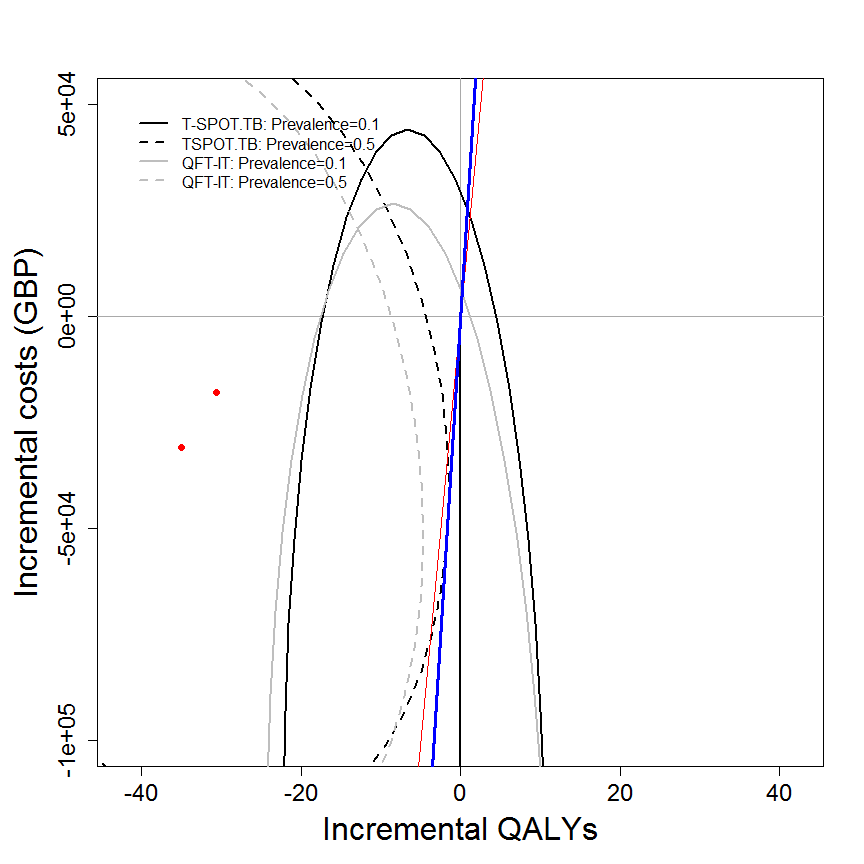 T-SPOT.TB: Prevalence=0.1
TSPOT.TB: Prevalence=0.5
QFT-IT: Prevalence=0.1
QFT-IT: Prevalence=0.5
Incremental costs (GBP)
5e+04
0e+00
-5e+04
-1e+05
-40 -20 0 20 40
Incremental QALYs